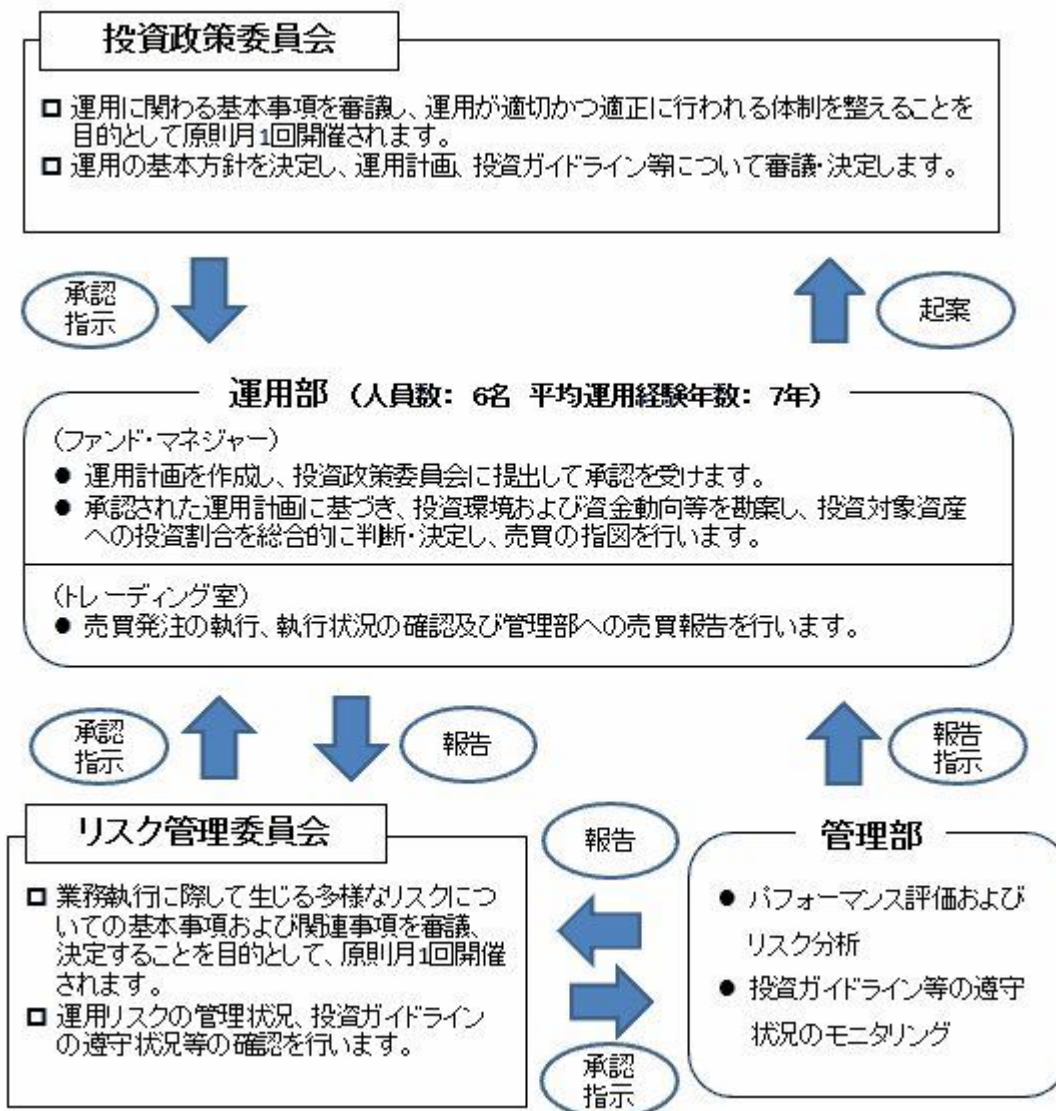 投資政策委員会
運用に関わる基本事項を審議し、運用が適切かつ適正に行われる体制を整えることを
目的として原則月1回開催されます。
運用の基本方針を決定し、運用計画、投資ガイドライン等について審議・決定します。
承認
指示
起案
運用部 (人員数: 6名 平均運用経験年数: 7年)
(ファンド・マネジャー)
● 運用計画を作成し、投資政策委員会に提出して承認を受けます。
● 承認された運用計画に基づき、投資環境および資金動向等を勘案し、投資対象資産
への投資割合を総合的に判断・決定し、売買の指図を行います。
(トレーディング室)
● 売買発注の執行、執行状況の確認及び管理部への売買報告を行います。
承認
指示
報告
報告
指示
リスク管理委員会
業務執行に際して生じる多様なリスクにつ
いての基本事項および関連事項を審議、
決定することを目的として、原則月1回開催
されます。
運用リスクの管理状況、投資ガイドライン
の遵守状況等の確認を行います。
報告
承認
指示
管理部
● パフォーマンス評価および
リスク分析
● 投資ガイドライン等の遵守
状況のモニタリング